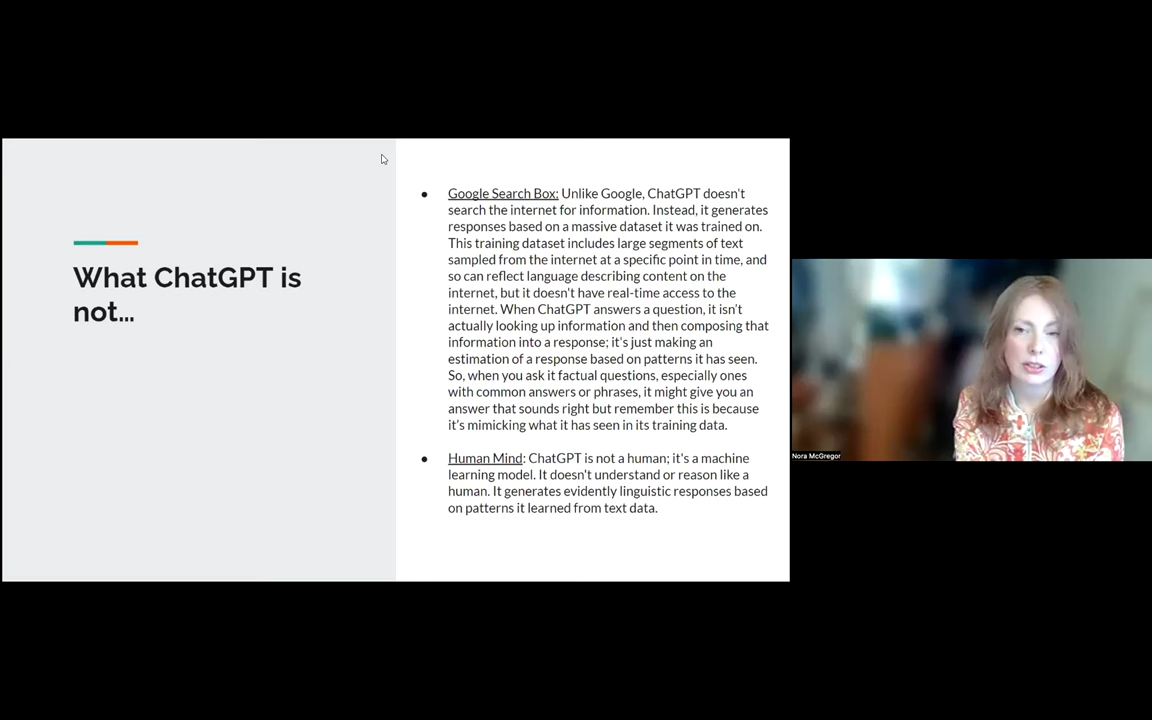 What ChatGPT is
not...
● Google Search Box: Unlike Google, ChatGPT doesn't
search the internet for information. Instead, it generates
responses based on a massive dataset it was trained on.
This training dataset includes large segments of text
sampled from the internet at a specific point in time, and
so can reflect language describing content on the
internet, but it doesn't have real-time access to the
internet. When ChatGPT answers a question, it isn't
actually looking up information and then composing that
information into a response; it's just making an
estimation of a response based on patterns it has seen.
So, when you ask it factual questions, especially ones
with common answers or phrases, it might give you an
answer that sounds right but remember this is because
it's mimicking what it has seen in its training data.
● Human Mind: ChatGPT is not a human; it's a machine
learning model. It doesn't understand or reason like a
human. It generates evidently linguistic responses based
on patterns it learned from text data.
Nora McGregor